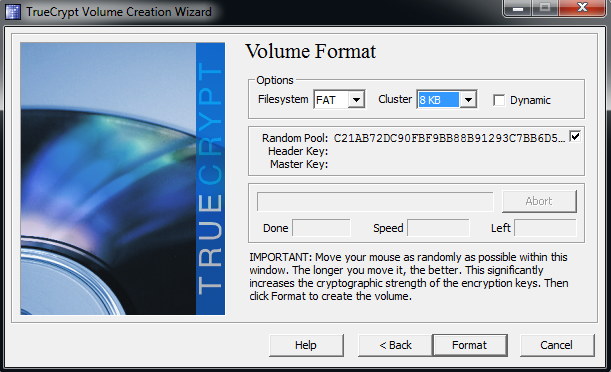 TrueCrypt Volume Creation Wizard
TRUECRYPT
Volume Format
Options
Filesystem FAT Cluster 8 KB Dynamic
Random Pool: C21AB72DC90FBF9BB88B91293C7BB6D5...
Header Key:
Master Key:
Abort
Done Speed Left
IMPORTANT: Move your mouse as randomly as possible within this
window. The longer you move it, the better. This significantly
increases the cryptographic strength of the encryption keys. Then
click Format to create the volume.
Help < Back Format Cancel